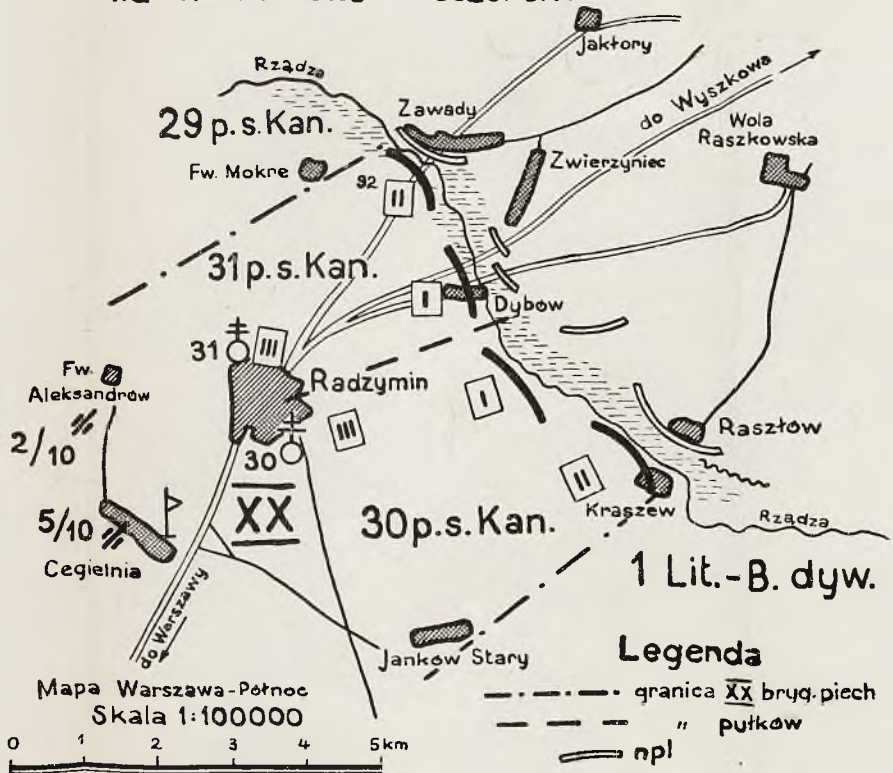 Jaktory
Rządza
Zawady
do Wyszkowa
Wola
Raszkowska
29 p.s.Kan.
Fw. Mokre
Zwierzyniec
92
II
31 p.s.Kan.
I
Dybów
31
III
Fw.
Aleksandrów
Radzymin
I
2/10
III
30
Rasztów
II
5/10
XX
30 p.s.Kan.
Kraszew
Rządza
Cegielnia
1 Lit.-B. dyw.
do Warszawy
Janków Stary
Legenda
Mapa Warszawa-Północ
granica XX bryg. piech
Skala 1:100000
" pułków
0 1 2 3 4 5 km
npl